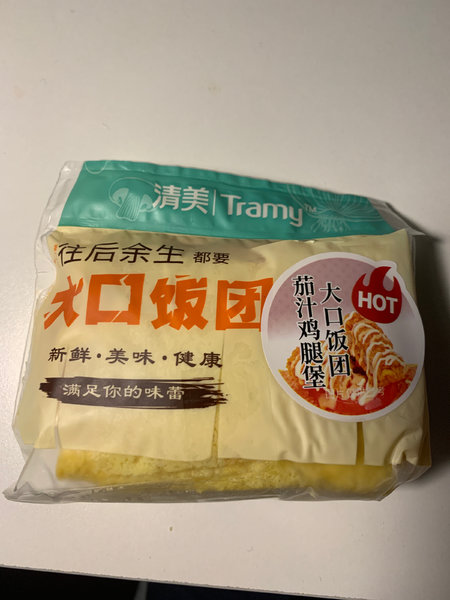 清美 Tramy™
往后余生 都要
大口饭团
新鲜·美味·健康
满足你的味蕾
HOT
大口饭团
茄汁鸡腿堡